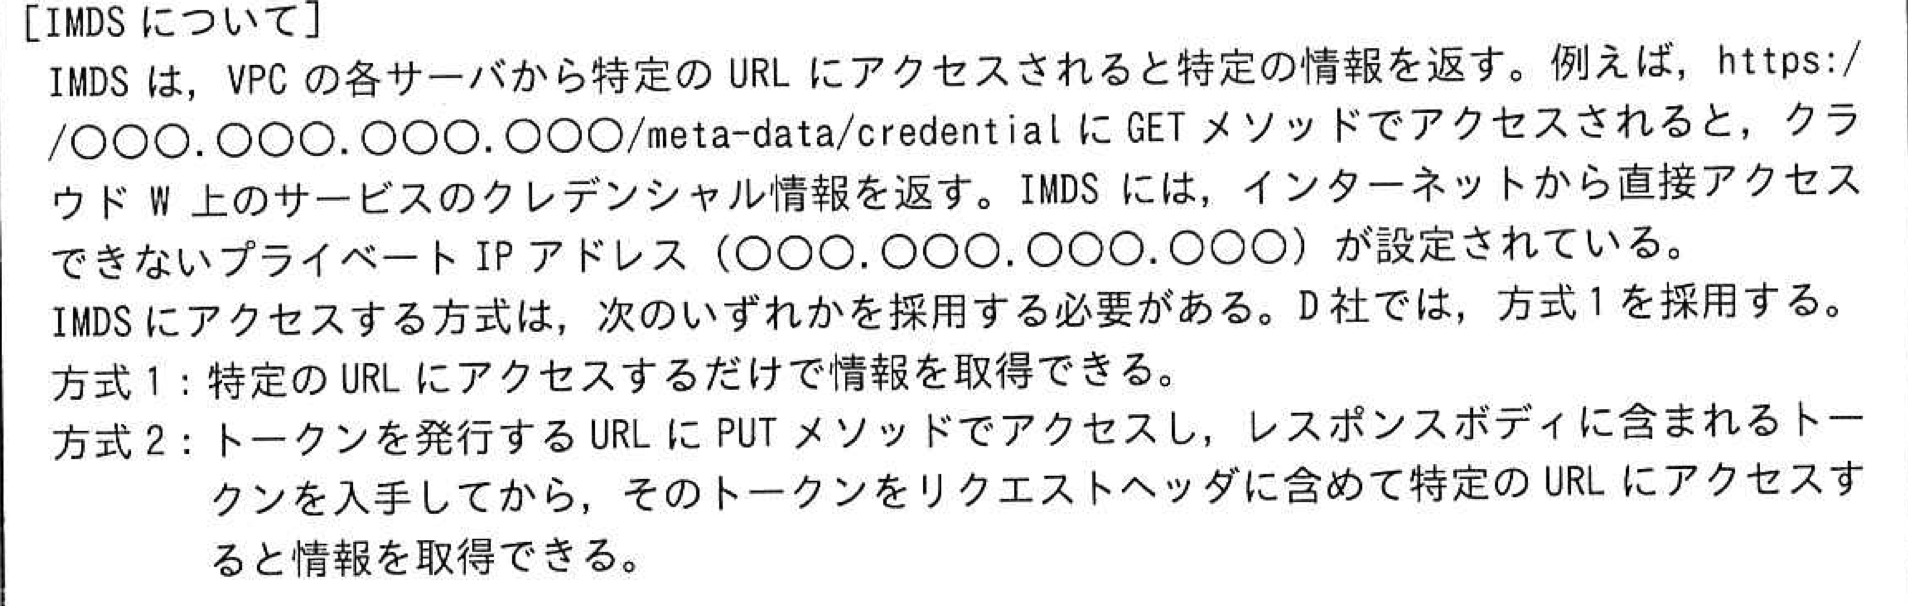 [IMDS について]
IMDS は，VPC の各サーバから特定の URL にアクセスされると特定の情報を返す。例えば，https:/
/〇〇〇.〇〇〇.〇〇〇.〇〇〇/meta-data/credential に GET メソッドでアクセスされると，クラ
ウド W 上のサービスのクレデンシャル情報を返す。IMDS には，インターネットから直接アクセス
できないプライベート IP アドレス（〇〇〇.〇〇〇.〇〇〇.〇〇〇）が設定されている。
IMDS にアクセスする方式は，次のいずれかを採用する必要がある。D 社では，方式 1 を採用する。
方式 1：特定の URL にアクセスするだけで情報を取得できる。
方式 2：トークンを発行する URL に PUT メソッドでアクセスし，レスポンスボディに含まれるトー
クンを入手してから，そのトークンをリクエストヘッダに含めて特定の URL にアクセスす
ると情報を取得できる。